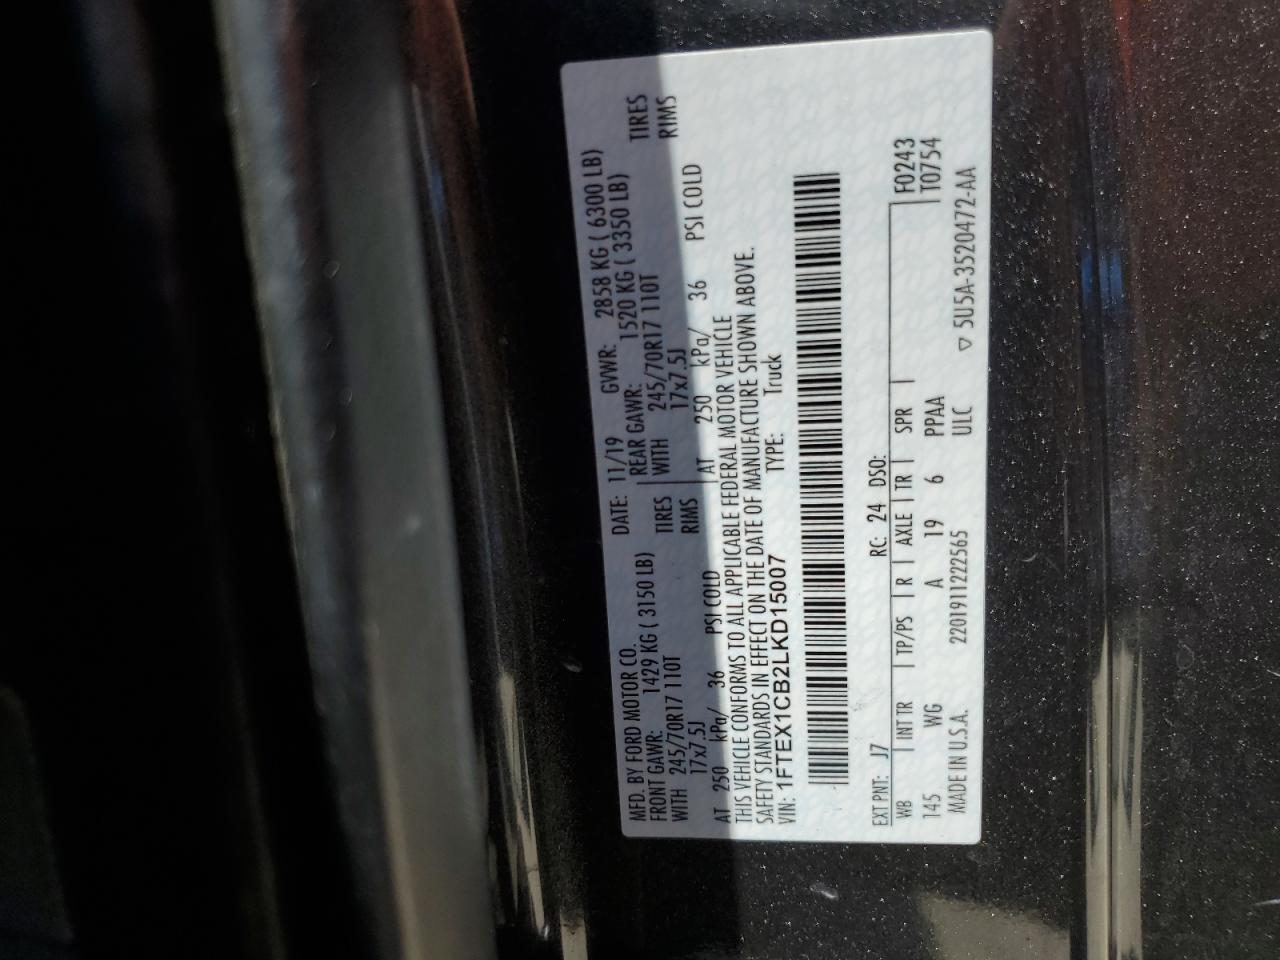 MFD. BY FORD MOTOR CO. DATE: 11/19 GVWR: 2858 KG ( 6300 LB)
FRONT GAWR: 1429 KG ( 3150 LB) REAR GAWR: 1520 KG ( 3350 LB)
WITH 245/70R17 110T TIRES WITH 245/70R17 110T TIRES
17x7.5J RIMS 17x7.5J RIMS
AT 250 kPa/ 36 PSI COLD AT 250 kPa/ 36 PSI COLD
THIS VEHICLE CONFORMS TO ALL APPLICABLE FEDERAL MOTOR VEHICLE
SAFETY STANDARDS IN EFFECT ON THE DATE OF MANUFACTURE SHOWN ABOVE.
VIN: 1FTEX1CB2LKD15007 TYPE: Truck
EXT PNT: J7 RC: 24 DSO: F0243
WB INT TR TP/PS R AXLE TR SPR T0754
145 WG A 19 6 PPAA
MADE IN U.S.A. 2201911222565 ULC ▽ 5U5A-3520472-AA